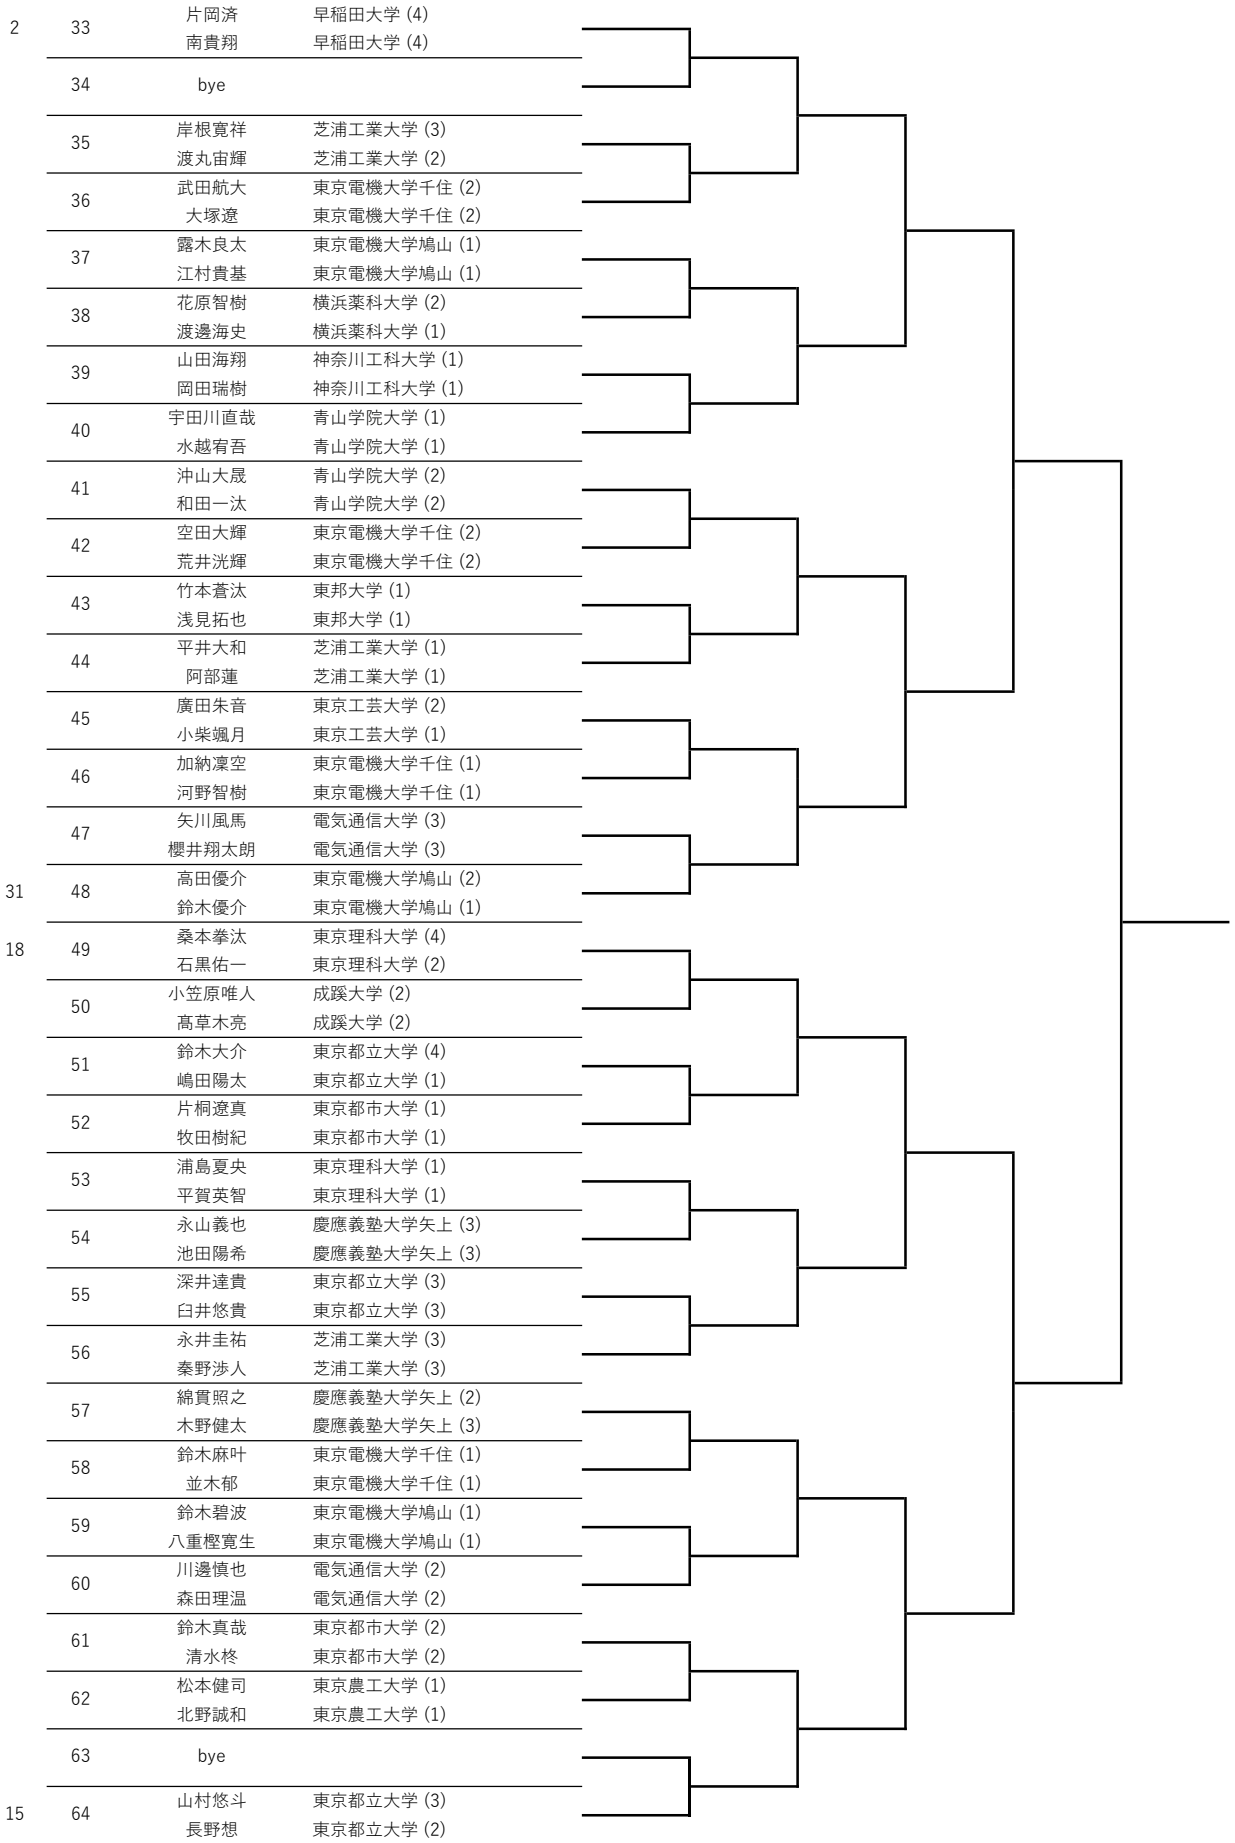 片岡済 早稲田大学 (4)
2 33
南貴翔 早稲田大学 (4)
34 bye
岸根寛祥 芝浦工業大学 (3)
35
渡丸宙輝 芝浦工業大学 (2)
武田航大 東京電機大学千住 (2)
36
大塚遼 東京電機大学千住 (2)
露木良太 東京電機大学鳩山 (1)
37
江村貴基 東京電機大学鳩山 (1)
花原智樹 横浜薬科大学 (2)
38
渡邊海史 横浜薬科大学 (1)
山田海翔 神奈川工科大学 (1)
39
岡田瑞樹 神奈川工科大学 (1)
宇田川直哉 青山学院大学 (1)
40
水越宥吾 青山学院大学 (1)
沖山大晟 青山学院大学 (2)
41
和田一汰 青山学院大学 (2)
空田大輝 東京電機大学千住 (2)
42
荒井洸輝 東京電機大学千住 (2)
竹本蒼汰 東邦大学 (1)
43
浅見拓也 東邦大学 (1)
平井大和 芝浦工業大学 (1)
44
阿部蓮 芝浦工業大学 (1)
廣田朱音 東京工芸大学 (2)
45
小柴颯月 東京工芸大学 (1)
加納凜空 東京電機大学千住 (1)
46
河野智樹 東京電機大学千住 (1)
矢川風馬 電気通信大学 (3)
47
櫻井翔太朗 電気通信大学 (3)
高田優介 東京電機大学鳩山 (2)
31 48
鈴木優介 東京電機大学鳩山 (1)
桑本拳汰 東京理科大学 (4)
18 49
石黒佑一 東京理科大学 (2)
小笠原唯人 成蹊大学 (2)
50
髙草木亮 成蹊大学 (2)
鈴木大介 東京都立大学 (4)
51
嶋田陽太 東京都立大学 (1)
片桐遼真 東京都市大学 (1)
52
牧田樹紀 東京都市大学 (1)
浦島夏央 東京理科大学 (1)
53
平賀英智 東京理科大学 (1)
永山義也 慶應義塾大学矢上 (3)
54
池田陽希 慶應義塾大学矢上 (3)
深井達貴 東京都立大学 (3)
55
臼井悠貴 東京都立大学 (3)
永井圭祐 芝浦工業大学 (3)
56
秦野渉人 芝浦工業大学 (3)
綿貫照之 慶應義塾大学矢上 (2)
57
木野健太 慶應義塾大学矢上 (3)
鈴木麻叶 東京電機大学千住 (1)
58
並木郁 東京電機大学千住 (1)
鈴木碧波 東京電機大学鳩山 (1)
59
八重樫寛生 東京電機大学鳩山 (1)
川邊慎也 電気通信大学 (2)
60
森田理温 電気通信大学 (2)
鈴木真哉 東京都市大学 (2)
61
清水柊 東京都市大学 (2)
松本健司 東京農工大学 (1)
62
北野誠和 東京農工大学 (1)
63 bye
山村悠斗 東京都立大学 (3)
15 64
長野想 東京都立大学 (2)